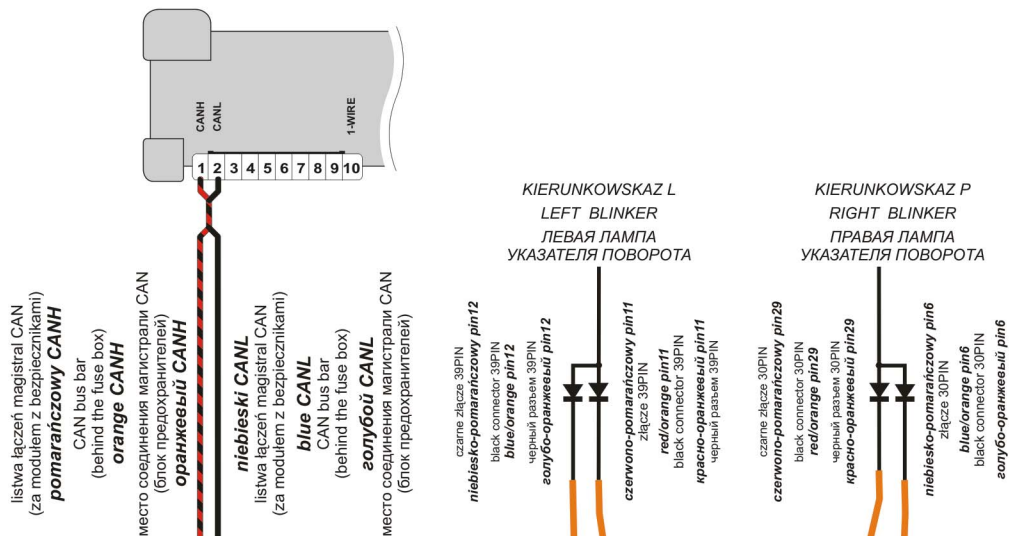 CANH
CANL
1-WIRE
1 2 3 4 5 6 7 8 9 10
listwa łączeń magistral CAN
(za modułem z bezpiecznikami)
pomarańczowy CANH
CAN bus bar
(behind the fuse box)
orange CANH
место соединения магистрали CAN
(блок предохранителей)
оранжевый CANH
niebieski CANL
listwa łączeń magistral CAN
(za modułem z bezpiecznikami)
blue CANL
CAN bus bar
(behind the fuse box)
голубой CANL
место соединения магистрали CAN
(блок предохранителей)
KIERUNKOWSKAZ L
LEFT BLINKER
ЛЕВАЯ ЛАМПА
УКАЗАТЕЛЯ ПОВОРОТА
czarne złącze 39PIN
niebiesko-pomarańczowy pin12
black connector 39PIN
blue/orange pin12
черный разъем 39PIN
голубо-оранжевый pin12
czerwono-pomarańczowy pin11
złącze 39PIN
red/orange pin11
black connector 39PIN
красно-оранжевый pin11
черный разъем 39PIN
KIERUNKOWSKAZ P
RIGHT BLINKER
ПРАВАЯ ЛАМПА
УКАЗАТЕЛЯ ПОВОРОТА
czarne złącze 30PIN
czerwono-pomarańczowy pin29
black connector 30PIN
red/orange pin29
черный разъем 30PIN
красно-оранжевый pin29
niebiesko-pomarańczowy pin6
złącze 30PIN
blue/orange pin6
black connector 30PIN
голубо-оранжевый pin6